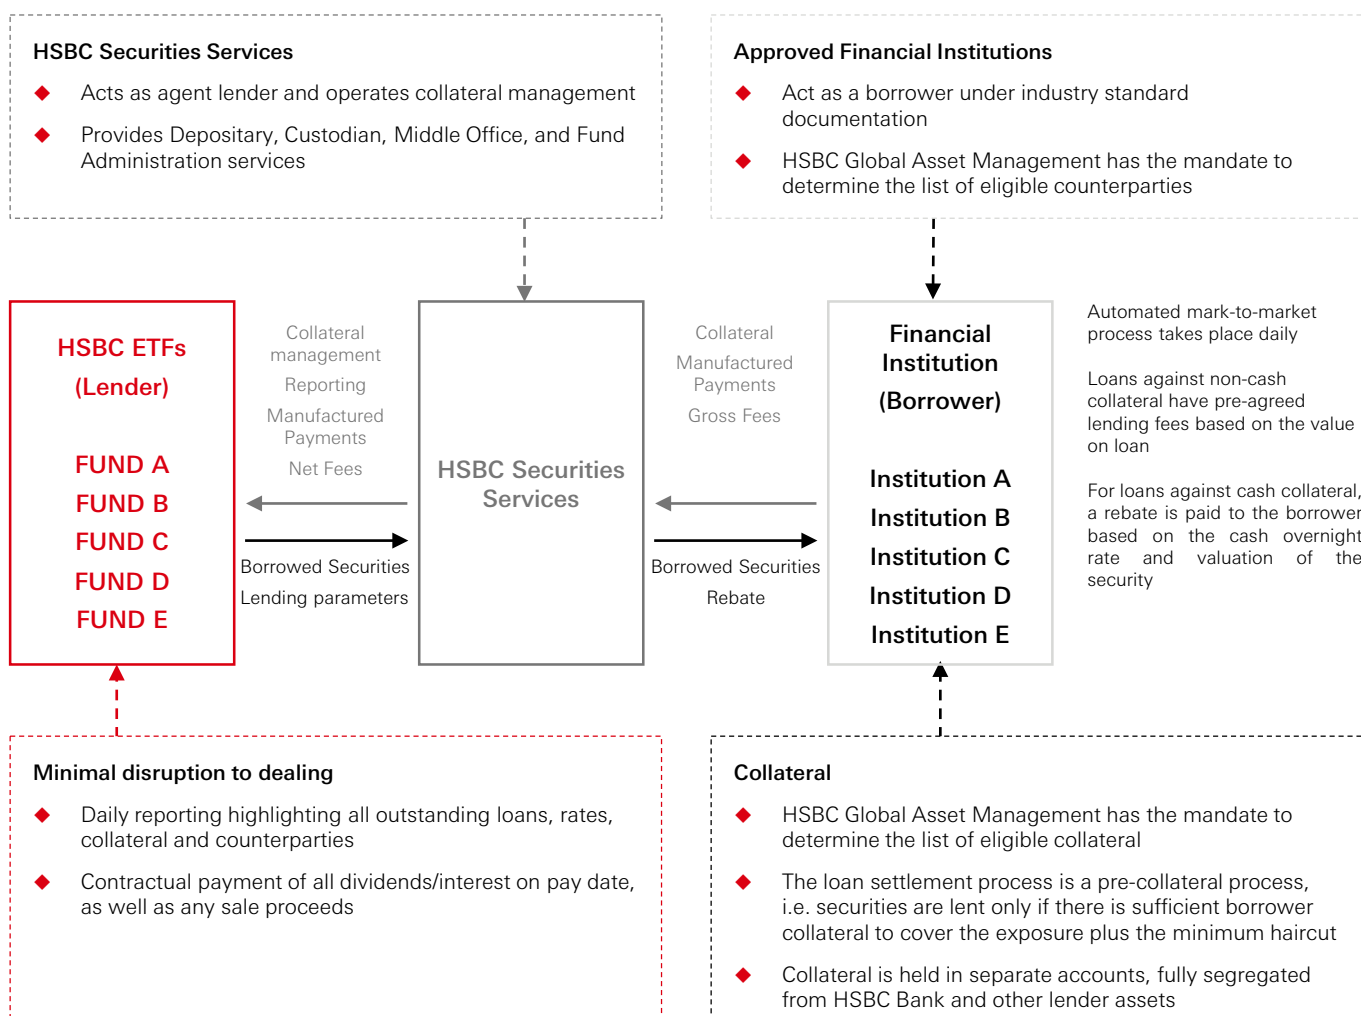 HSBC Securities Services
Acts as agent lender and operates collateral management
Provides Depositary, Custodian, Middle Office, and Fund
Administration services
Approved Financial Institutions
Act as a borrower under industry standard
documentation
HSBC Global Asset Management has the mandate to
determine the list of eligible counterparties
HSBC ETFs
(Lender)
FUND A
FUND B
FUND C
FUND D
FUND E
Collateral
management
Reporting
Manufactured
Payments
Net Fees
Borrowed Securities
Lending parameters
HSBC Securities
Services
Collateral
Manufactured
Payments
Gross Fees
Borrowed Securities
Rebate
Financial
Institution
(Borrower)
Institution A
Institution B
Institution C
Institution D
Institution E
Automated mark-to-market
process takes place daily
Loans against non-cash
collateral have pre-agreed
lending fees based on the value
on loan
For loans against cash collateral,
a rebate is paid to the borrower
based on the cash overnight
rate and valuation of the
security
Minimal disruption to dealing
Daily reporting highlighting all outstanding loans, rates,
collateral and counterparties
Contractual payment of all dividends/interest on pay date,
as well as any sale proceeds
Collateral
HSBC Global Asset Management has the mandate to
determine the list of eligible collateral
The loan settlement process is a pre-collateral process,
i.e. securities are lent only if there is sufficient borrower
collateral to cover the exposure plus the minimum haircut
Collateral is held in separate accounts, fully segregated
from HSBC Bank and other lender assets